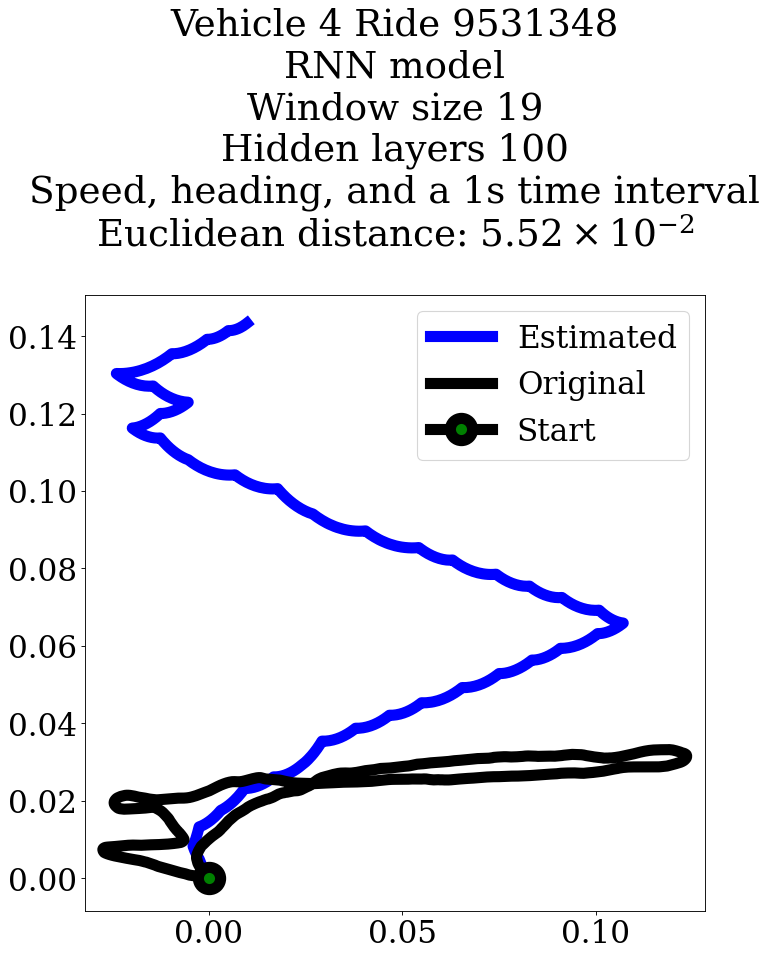 Vehicle 4 Ride 9531348
RNN model
Window size 19
Hidden layers 100
Speed, heading, and a 1s time interval
Euclidean distance: 5.52 × 10⁻²
Estimated
Original
Start
0.14
0.12
0.10
0.08
0.06
0.04
0.02
0.00
0.00 0.05 0.10